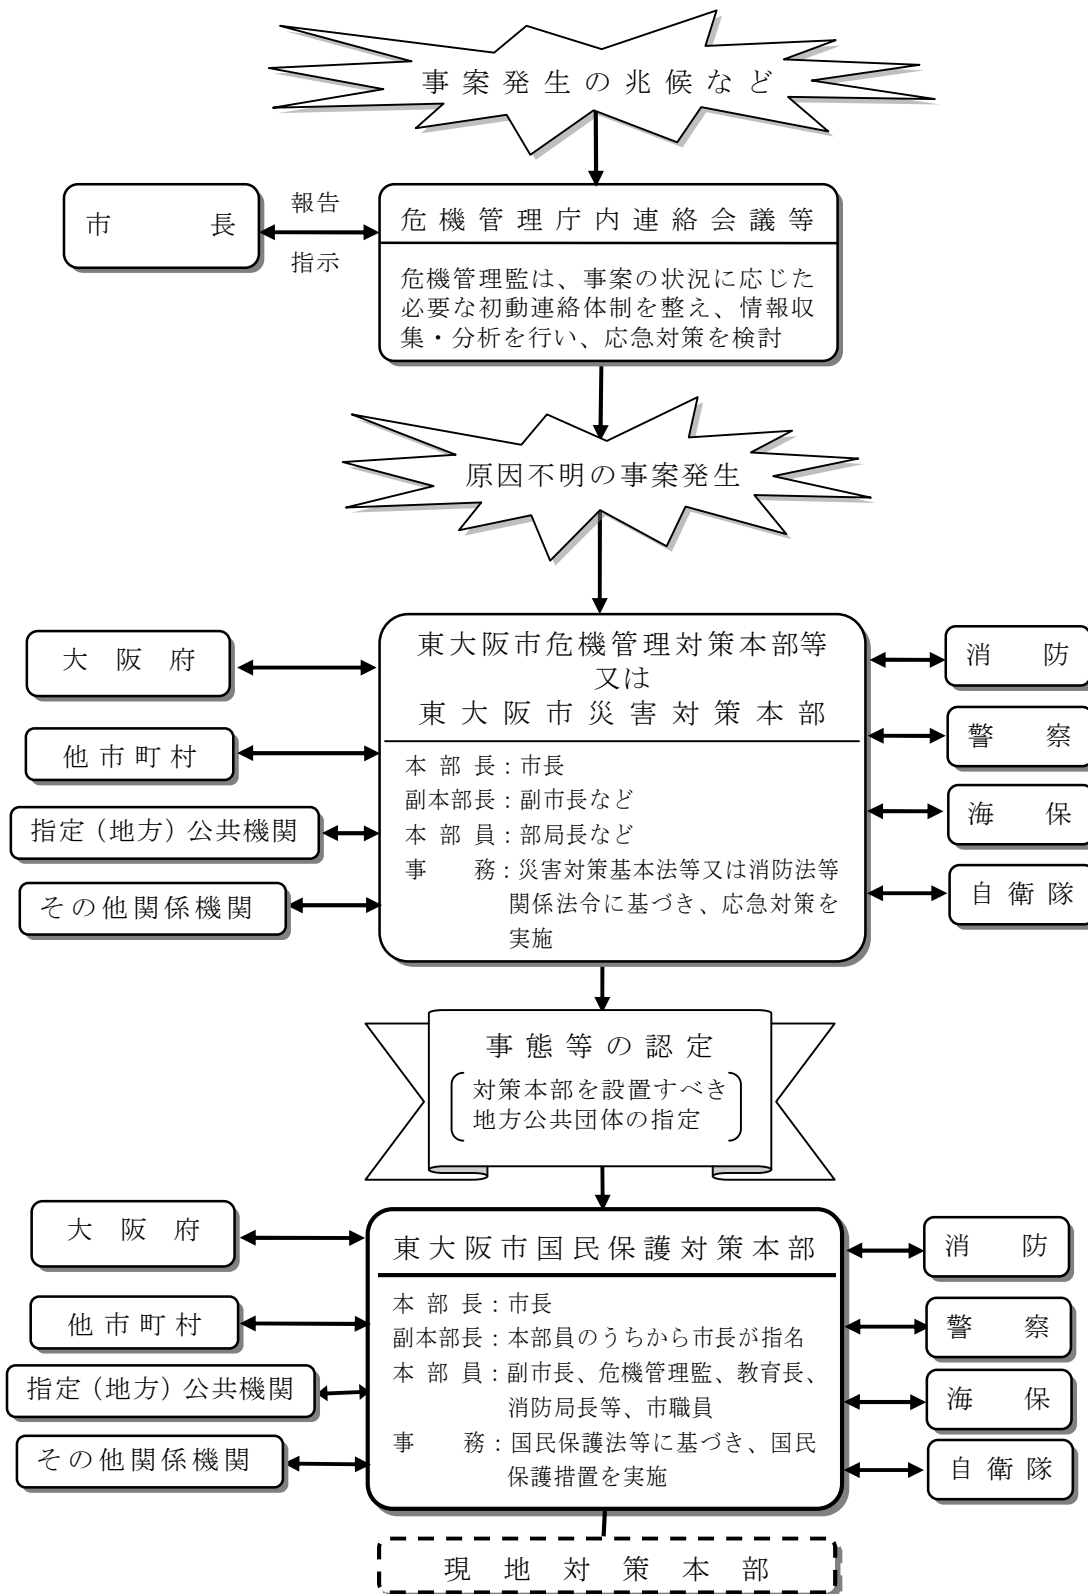 事案発生の兆候など
市長
報告
指示
危機管理庁内連絡会議等
危機管理監は、事案の状況に応じた
必要な初動連絡体制を整え、情報収
集・分析を行い、応急対策を検討
原因不明の事案発生
大阪府
他市町村
指定(地方)公共機関
その他関係機関
東大阪市危機管理対策本部等
又は
東大阪市災害対策本部
本部長:市長
副本部長:副市長など
本部員:部局長など
事務:災害対策基本法等又は消防法等
関係法令に基づき、応急対策を
実施
消防
警察
海保
自衛隊
事態等の認定
対策本部を設置すべき
地方公共団体の指定
大阪府
他市町村
指定(地方)公共機関
その他関係機関
東大阪市国民保護対策本部
本部長:市長
副本部長:本部員のうちから市長が指名
本部員:副市長、危機管理監、教育長、
消防局長等、市職員
事務:国民保護法等に基づき、国民
保護措置を実施
消防
警察
海保
自衛隊
現地対策本部